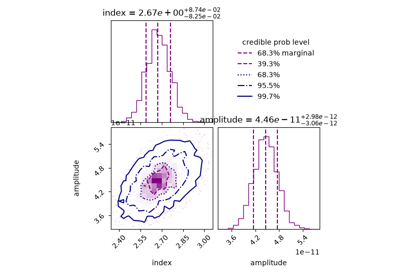 index = 2.67e + 00 +8.74e − 02 −8.25e − 02
credible prob level
68.3% marginal
39.3%
68.3%
95.5%
99.7%
1e−11
amplitude = 4.46e − 11 +2.98e − 12 −3.06e − 12
5.4
4.8
4.2
3.6
amplitude
2.40 2.55 2.70 2.85 3.00
index
3.6 4.2 4.8 5.4
1e−11
amplitude